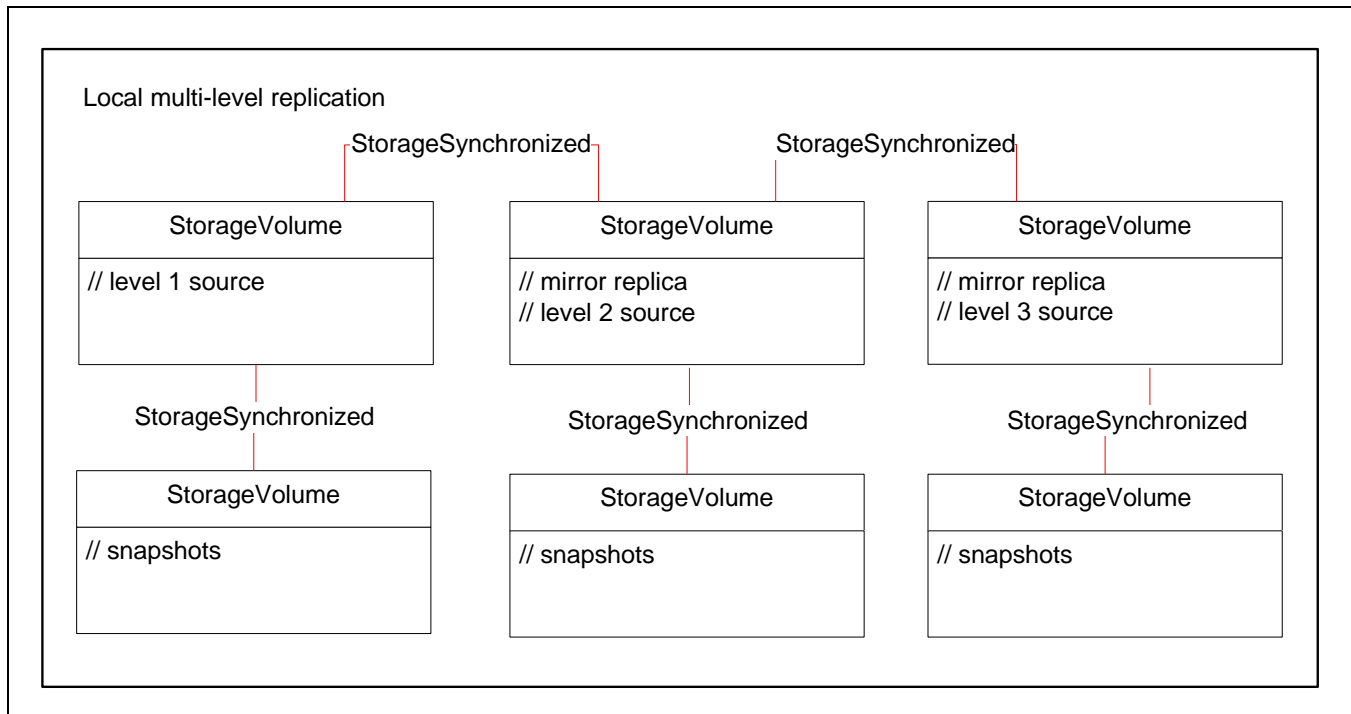 Local multi-level replication
StorageSynchronized
StorageSynchronized
StorageVolume
// level 1 source
StorageVolume
// mirror replica
// level 2 source
StorageVolume
// mirror replica
// level 3 source
StorageSynchronized
StorageSynchronized
StorageSynchronized
StorageVolume
// snapshots
StorageVolume
// snapshots
StorageVolume
// snapshots